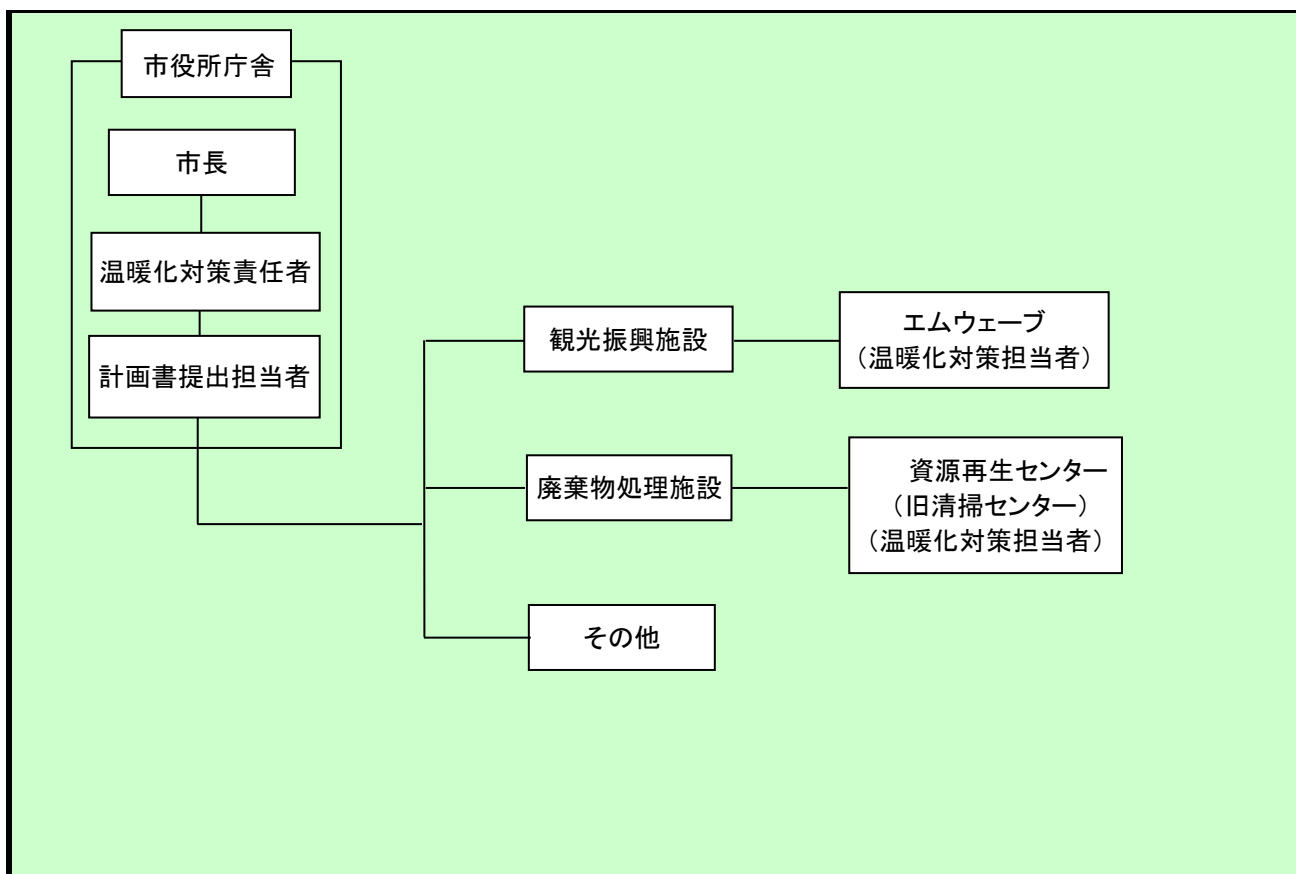 市役所庁舎
市長
温暖化対策責任者
計画書提出担当者
観光振興施設
エムウェーブ
（温暖化対策担当者）
廃棄物処理施設
資源再生センター
（旧清掃センター）
（温暖化対策担当者）
その他